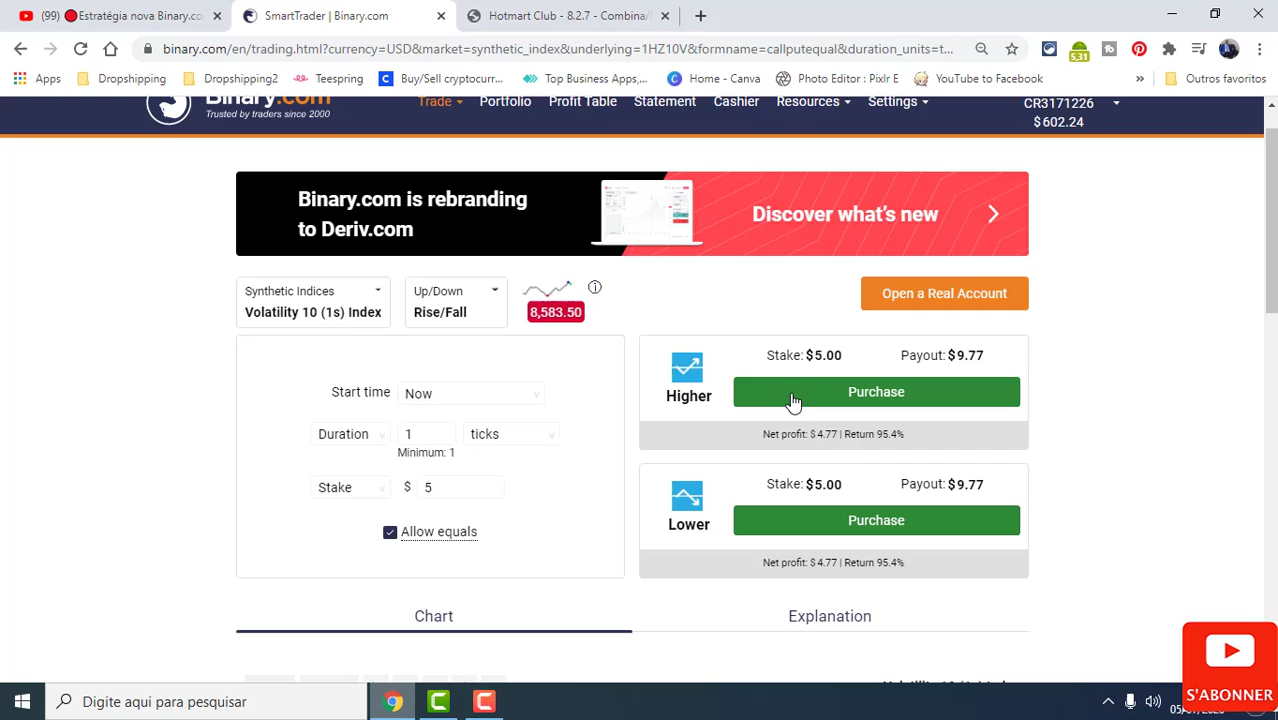 (99) 🔴Estratégia nova Binary.com
SmartTrader | Binary.com
Hotmart Club - 8.2.7 - Combina/
binary.com/en/trading.html?currency=USD&market=synthetic_index&underlying=1HZ10V&formname=callputequal&duration_units=t...
5,31
Apps
Dropshipping
Dropshipping2
Teespring
Buy/Sell cryptocurr...
Top Business Apps,...
Home - Canva
Photo Editor : Pixlr E
YouTube to Facebook
»
Outros favoritos
Binary.com
Trusted by traders since 2000
Trade
Portfolio
Profit Table
Statement
Cashier
Resources
Settings
CR3171226
$ 602.24
Binary.com is rebranding
to Deriv.com
Discover what's new
Synthetic Indices
Volatility 10 (1s) Index
Up/Down
Rise/Fall
8,583.50
Open a Real Account
Start time
Now
Duration
1
ticks
Minimum: 1
Stake
$
5
Allow equals
Higher
Stake: $5.00
Payout: $9.77
Purchase
Net profit: $ 4.77 | Return 95.4%
Lower
Stake: $5.00
Payout: $9.77
Purchase
Net profit: $ 4.77 | Return 95.4%
Chart
Explanation
S'ABONNER
Digite aqui para pesquisar